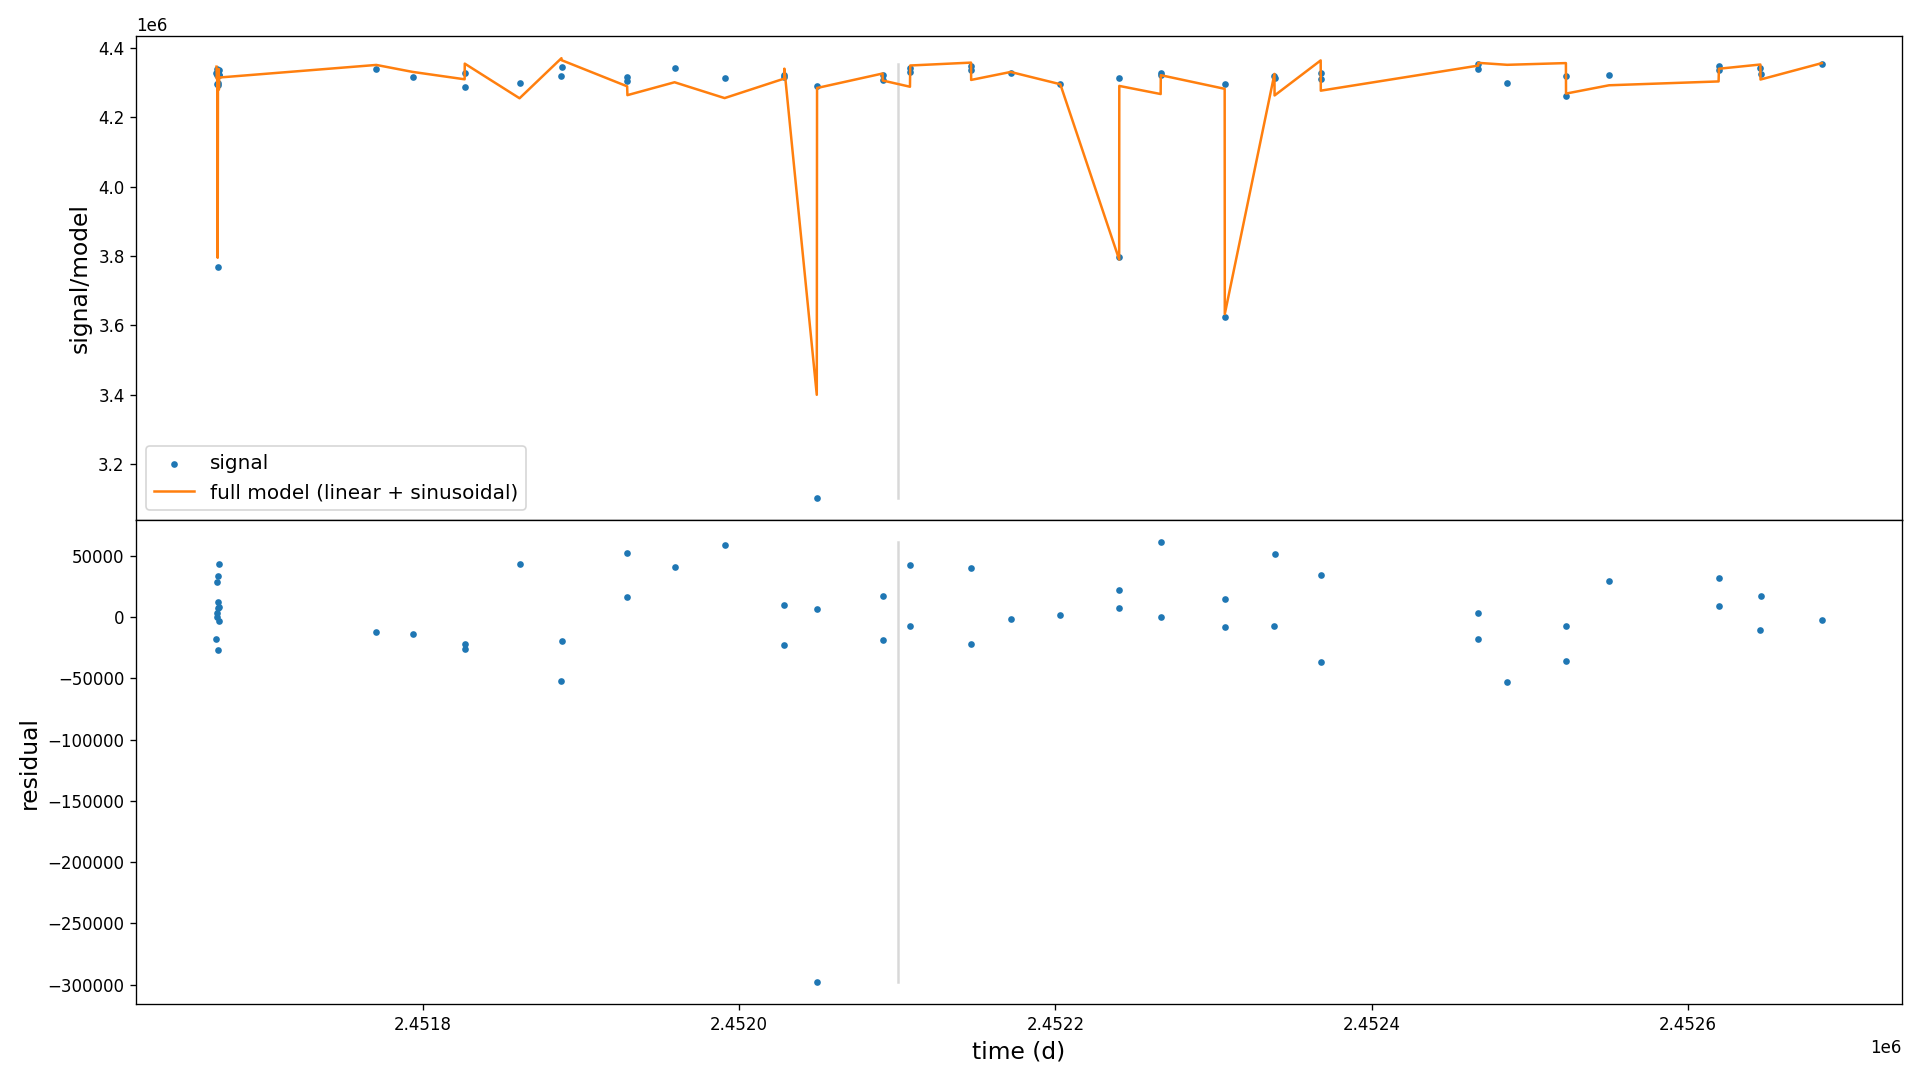 1e6
4.4
4.2
4.0
3.8
3.6
3.4
3.2
signal/model
signal
full model (linear + sinusoidal)
50000
0
−50000
−100000
−150000
−200000
−250000
−300000
residual
2.4518
2.4520
2.4522
2.4524
2.4526
time (d)
1e6